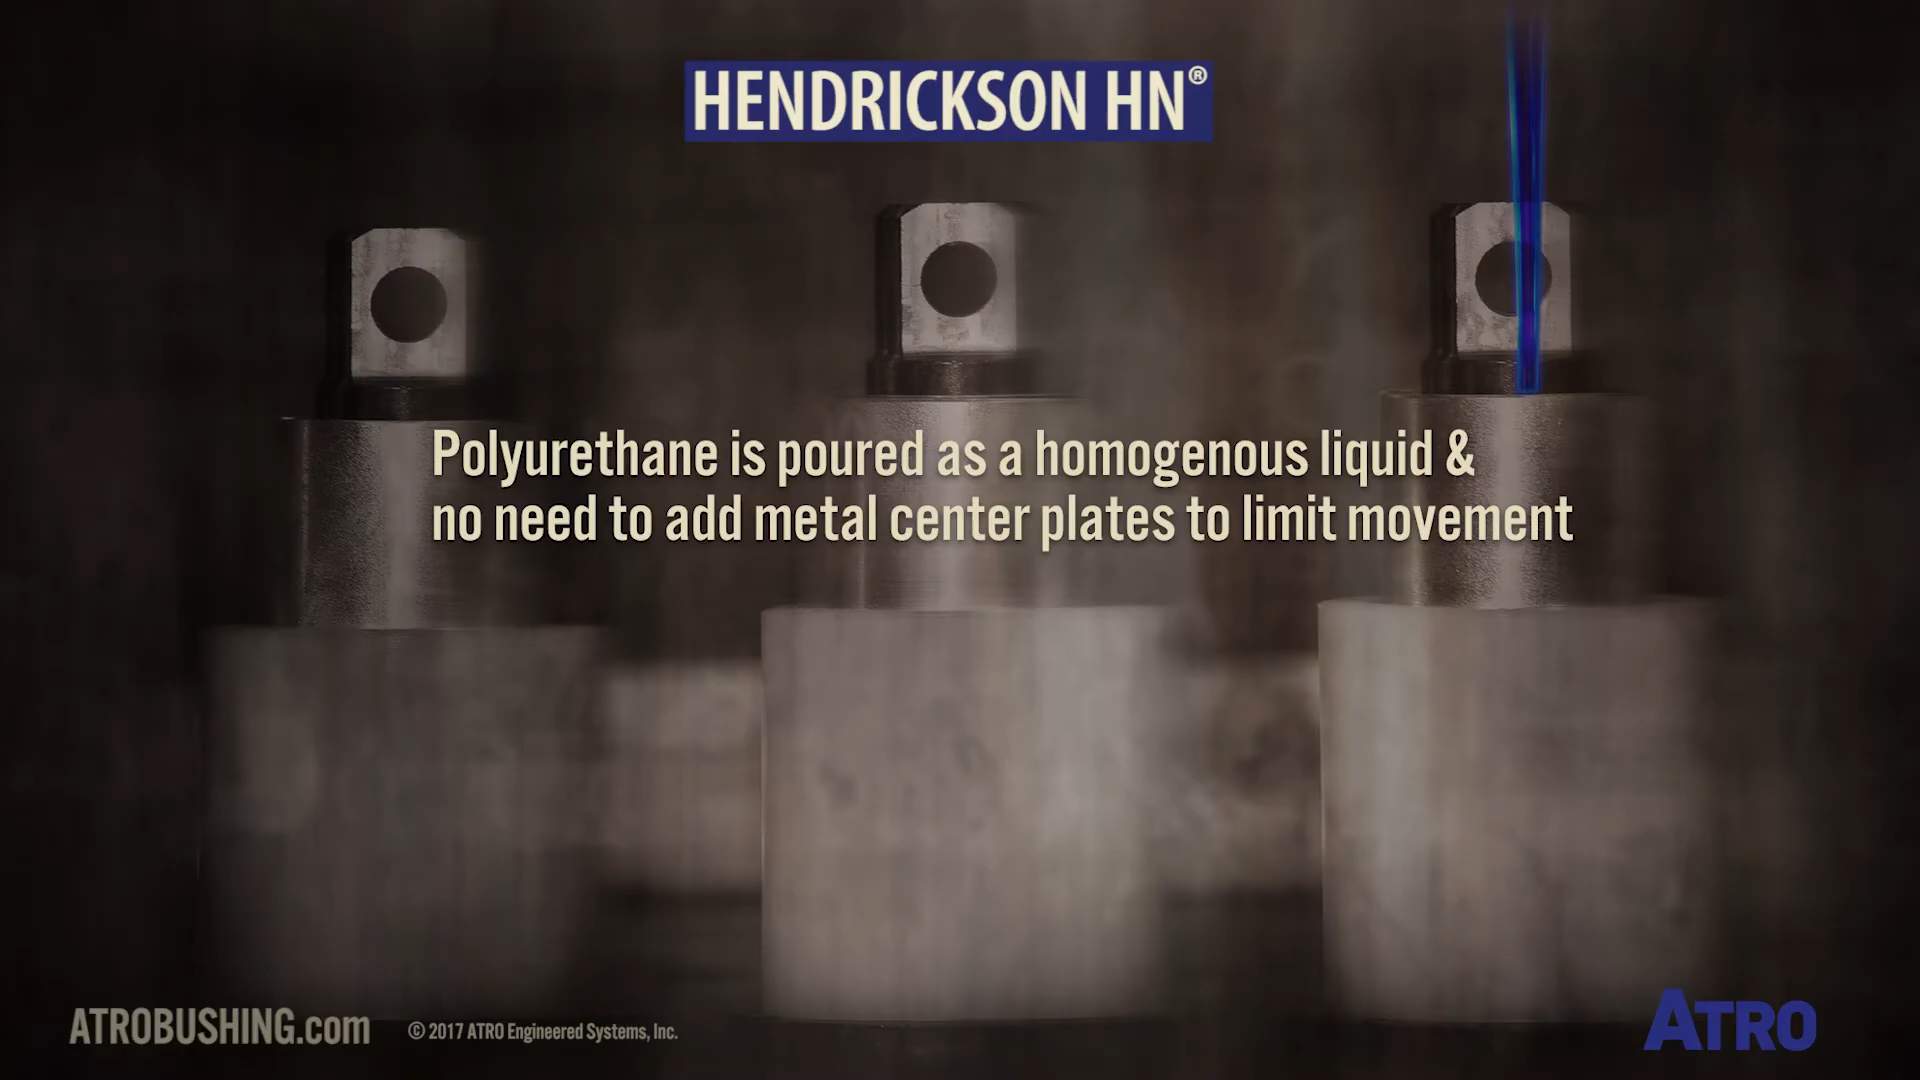 HENDRICKSON HN®
Polyurethane is poured as a homogenous liquid &
no need to add metal center plates to limit movement
ATROBUSHING.com
© 2017 ATRO Engineered Systems, Inc.
ATRO